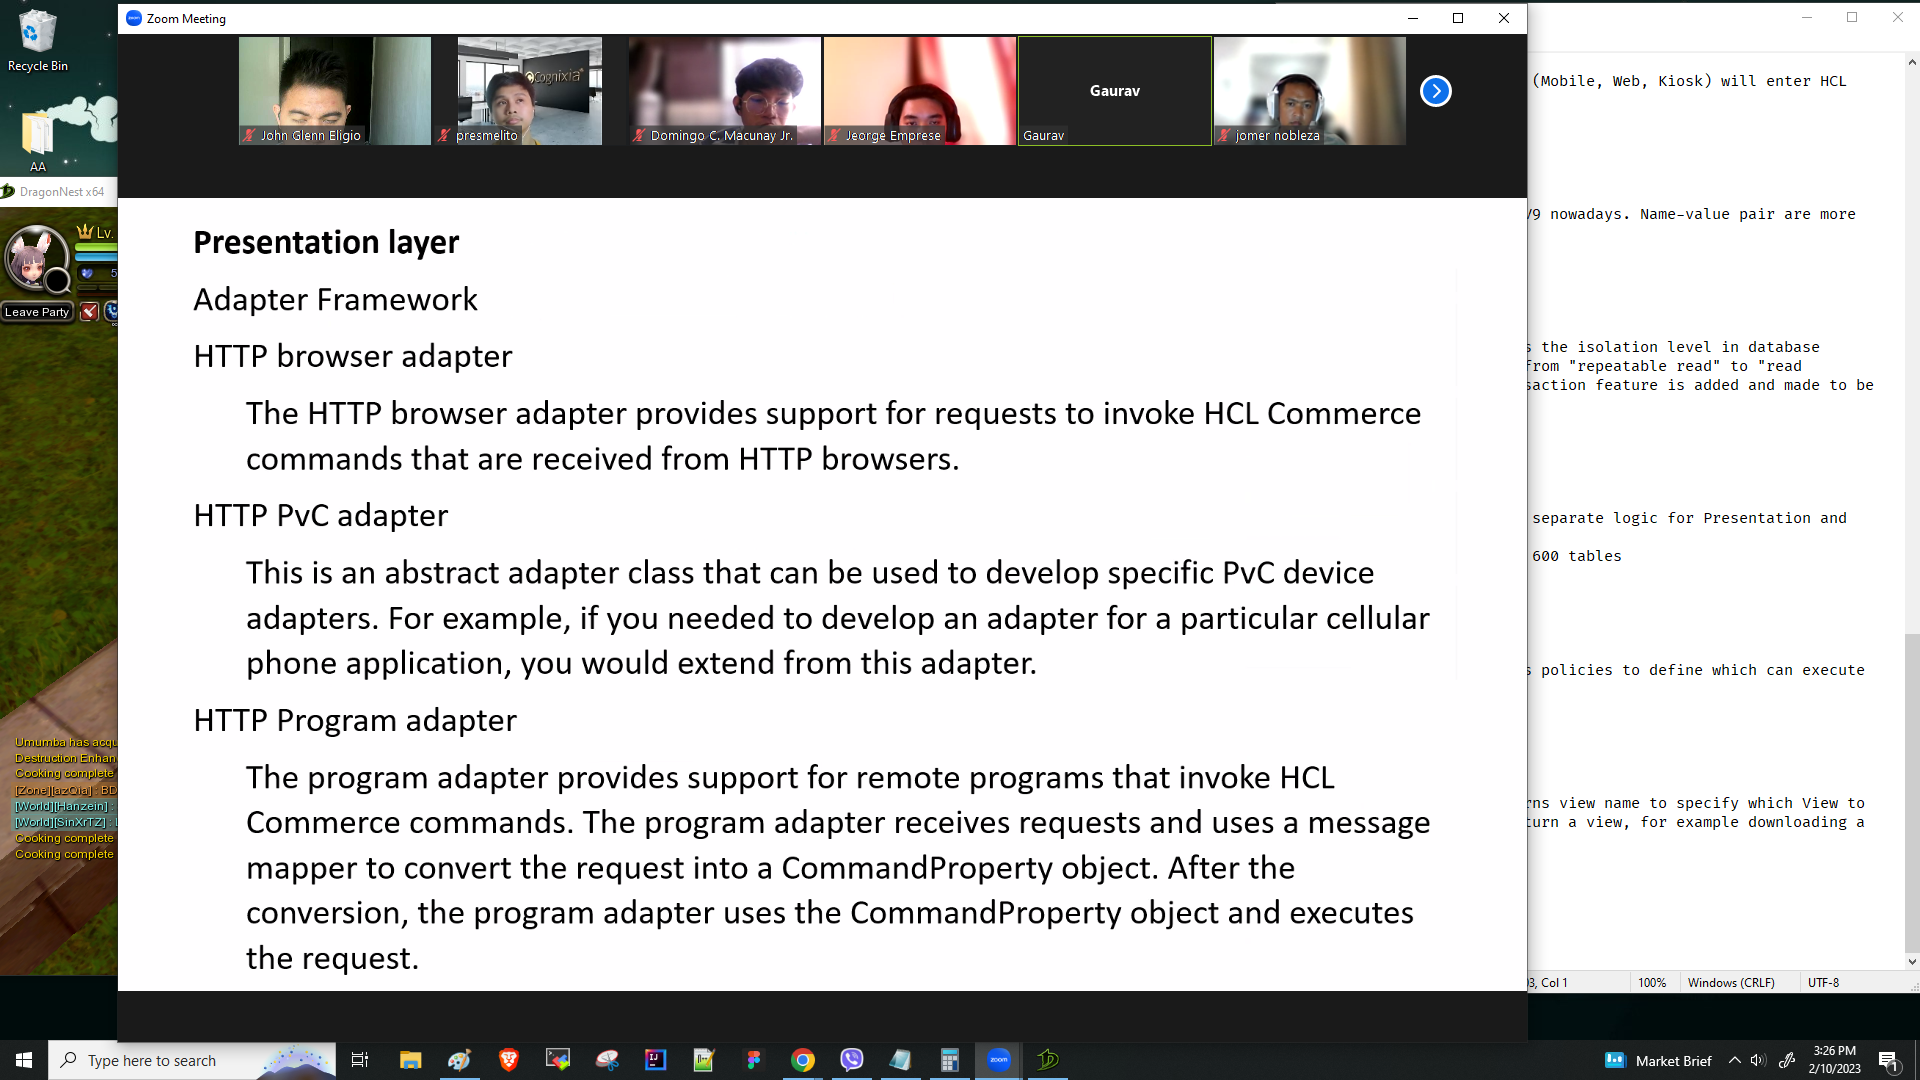 Recycle Bin
AA
DragonNest x64
Lv.
5
Leave Party
Umumba has acqu
Destruction Enhan
Cooking complete
[Zone][azQia] : BD
[World][Hanzein] :
[World][SinXrTZ] :
Cooking complete
Cooking complete
Zoom Meeting
John Glenn Eligio
Cognixia
presmelito
Domingo C. Macunay Jr.
Jeorge Emprese
Gaurav
Gaurav
jomer nobleza
Presentation layer
Adapter Framework
HTTP browser adapter
The HTTP browser adapter provides support for requests to invoke HCL Commerce
commands that are received from HTTP browsers.
HTTP PvC adapter
This is an abstract adapter class that can be used to develop specific PvC device
adapters. For example, if you needed to develop an adapter for a particular cellular
phone application, you would extend from this adapter.
HTTP Program adapter
The program adapter provides support for remote programs that invoke HCL
Commerce commands. The program adapter receives requests and uses a message
mapper to convert the request into a CommandProperty object. After the
conversion, the program adapter uses the CommandProperty object and executes
the request.
(Mobile, Web, Kiosk) will enter HCL
/9 nowadays. Name-value pair are more
s the isolation level in database
from "repeatable read" to "read
saction feature is added and made to be
separate logic for Presentation and
600 tables
s policies to define which can execute
rns view name to specify which View to
turn a view, for example downloading a
3, Col 1
100%
Windows (CRLF)
UTF-8
Type here to search
zoom
Market Brief
3:26 PM
2/10/2023
1